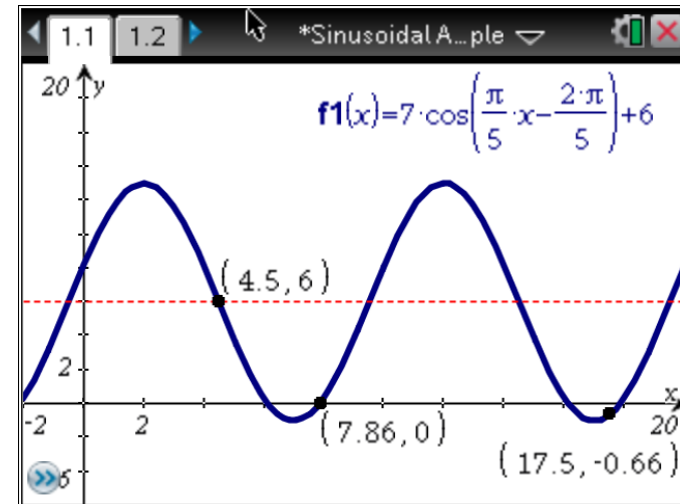 1.1 1.2 *Sinusoidal A...ple
20 y
f1(x)=7·cos(π/5·x-2·π/5)+6
(4.5,6)
2
x
-2 2 (7.86,0) 20
(17.5,-0.66)
6